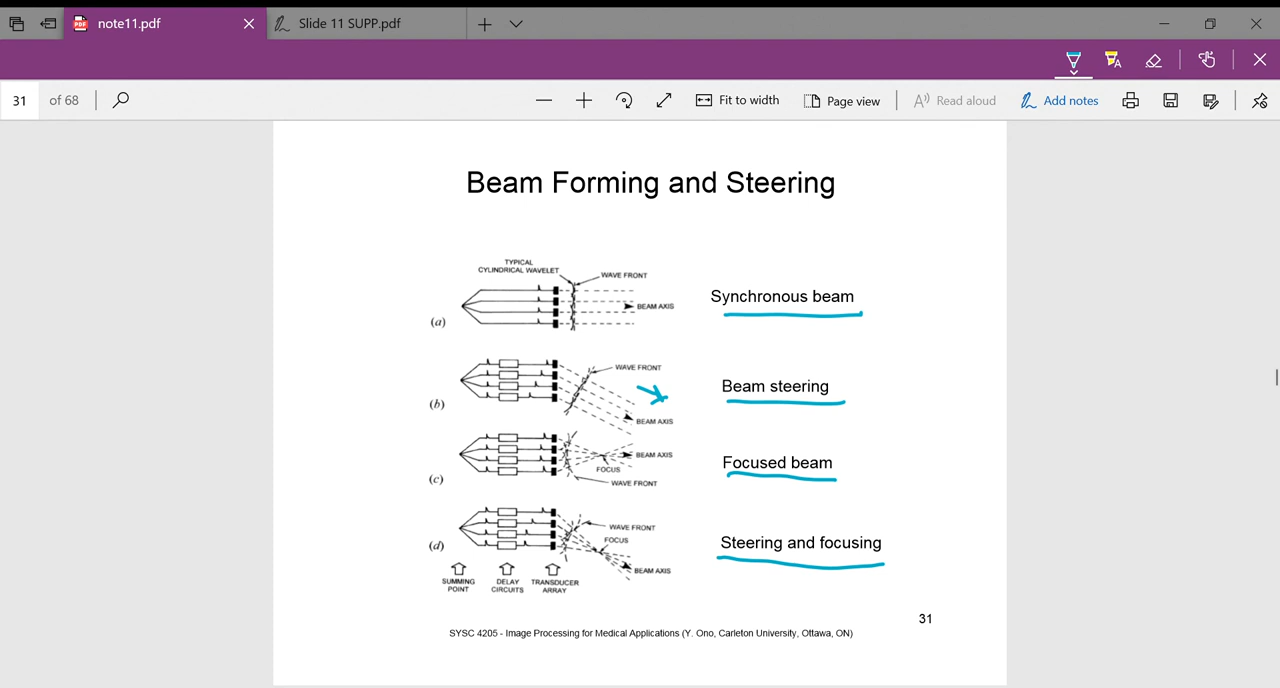 note11.pdf
Slide 11 SUPP.pdf
31 of 68
Fit to width
Page view
Read aloud
Add notes
Beam Forming and Steering
TYPICAL
CYLINDRICAL WAVELET
WAVE FRONT
BEAM AXIS
(a)
Synchronous beam
WAVE FRONT
BEAM AXIS
(b)
Beam steering
BEAM AXIS
FOCUS
WAVE FRONT
(c)
Focused beam
WAVE FRONT
FOCUS
BEAM AXIS
(d)
Steering and focusing
SUMMING
POINT
DELAY
CIRCUITS
TRANSDUCER
ARRAY
31
SYSC 4205 - Image Processing for Medical Applications (Y. Ono, Carleton University, Ottawa, ON)